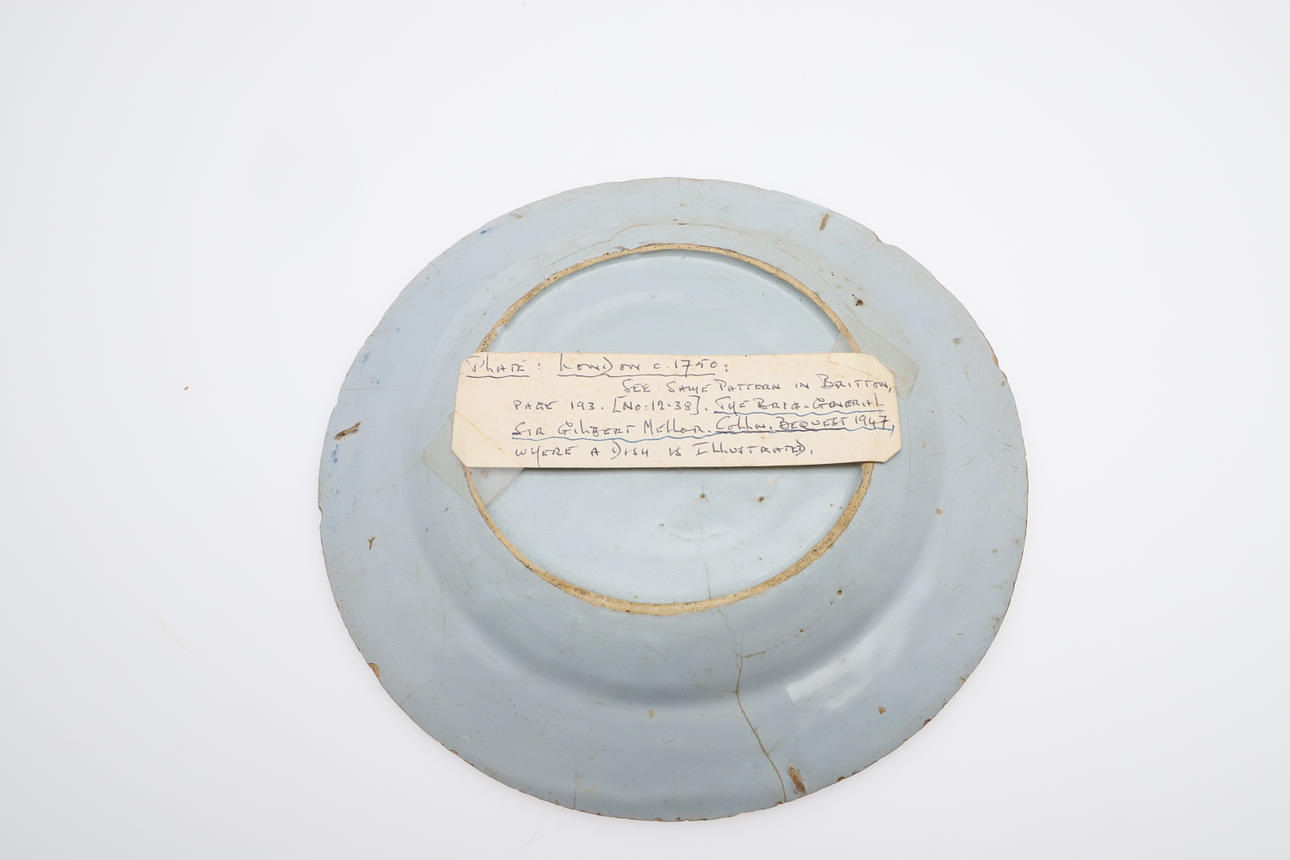 Plate: London c.1750:
See Same Pattern in Britton,
page 193. [No: 12.38]. The Brig. General
Sir Gilbert Mellor. Colln. Bequest 1947,
where a Dish is Illustrated.